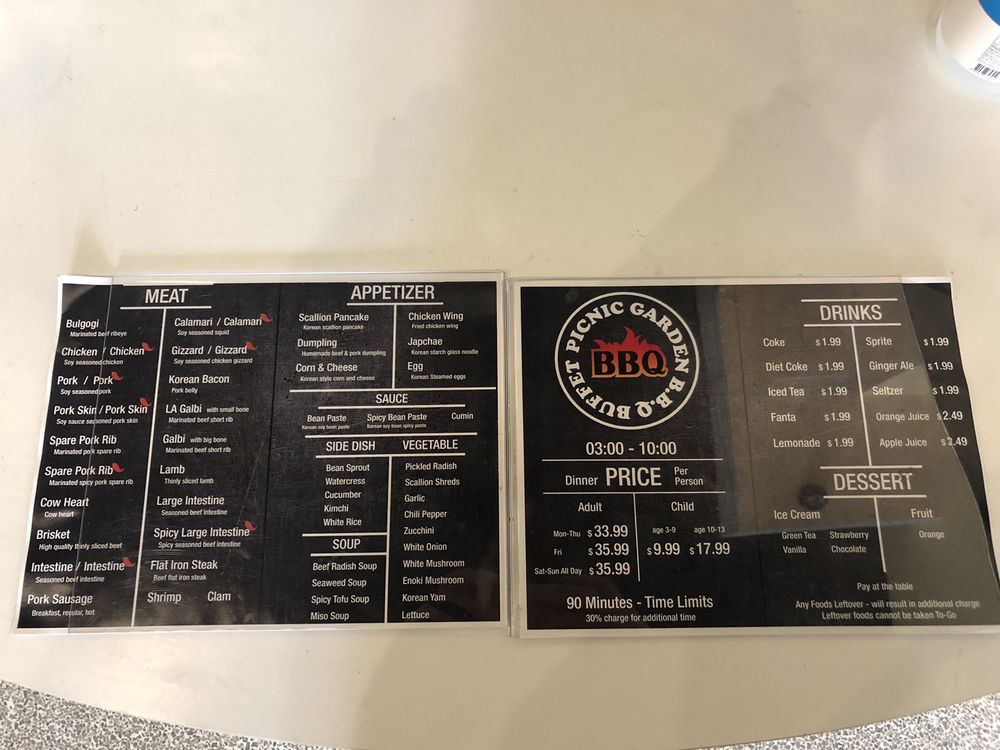 MEAT
Bulgogi
Marinated beef ribeye
Chicken / Chicken
Soy seasoned chicken
Pork / Pork
Soy seasoned pork
Pork Skin / Pork Skin
Soy sauce seasoned pork skin
Spare Pork Rib
Marinated pork spare rib
Spare Pork Rib
Marinated spicy pork spare rib
Cow Heart
Cow heart
Brisket
High quality thinly sliced beef
Intestine / Intestine
Seasoned beef intestine
Pork Sausage
Breakfast, regular, hot
Calamari / Calamari
Soy seasoned squid
Gizzard / Gizzard
Soy seasoned chicken gizzard
Korean Bacon
Pork belly
LA Galbi with small bone
Marinated beef short rib
Galbi with big bone
Marinated beef short rib
Lamb
Thinly sliced lamb
Large Intestine
Seasoned beef intestine
Spicy Large Intestine
Spicy seasoned beef intestine
Flat Iron Steak
Beef flat iron steak
Shrimp Clam
APPETIZER
Scallion Pancake
Korean scallion pancake
Dumpling
Homemade beef & pork dumpling
Corn & Cheese
Korean style corn and cheese
Chicken Wing
Fried chicken wing
Japchae
Korean starch glass noodle
Egg
Korean Steamed eggs
SAUCE
Bean Paste Spicy Bean Paste Cumin
Korean soy bean paste Korean soy bean spicy paste
SIDE DISH
Bean Sprout
Watercress
Cucumber
Kimchi
White Rice
SOUP
Beef Radish Soup
Seaweed Soup
Spicy Tofu Soup
Miso Soup
VEGETABLE
Pickled Radish
Scallion Shreds
Garlic
Chili Pepper
Zucchini
White Onion
White Mushroom
Enoki Mushroom
Korean Yam
Lettuce
PICNIC GARDEN B.B.Q BUFFET
BBQ
03:00 - 10:00
Dinner PRICE Per Person
Adult Child
Mon-Thu $ 33.99 age 3-9 age 10-13
Fri $ 35.99 $ 9.99 $ 17.99
Sat-Sun All Day $ 35.99
90 Minutes - Time Limits
30% charge for additional time
DRINKS
Coke $ 1.99 Sprite $ 1.99
Diet Coke $ 1.99 Ginger Ale $ 1.99
Iced Tea $ 1.99 Seltzer $ 1.99
Fanta $ 1.99 Orange Juice $ 2.49
Lemonade $ 1.99 Apple Juice $ 2.49
DESSERT
Ice Cream Fruit
Green Tea Strawberry Orange
Vanilla Chocolate
Pay at the table
Any Foods Leftover - will result in additional charge
Leftover foods cannot be taken To-Go